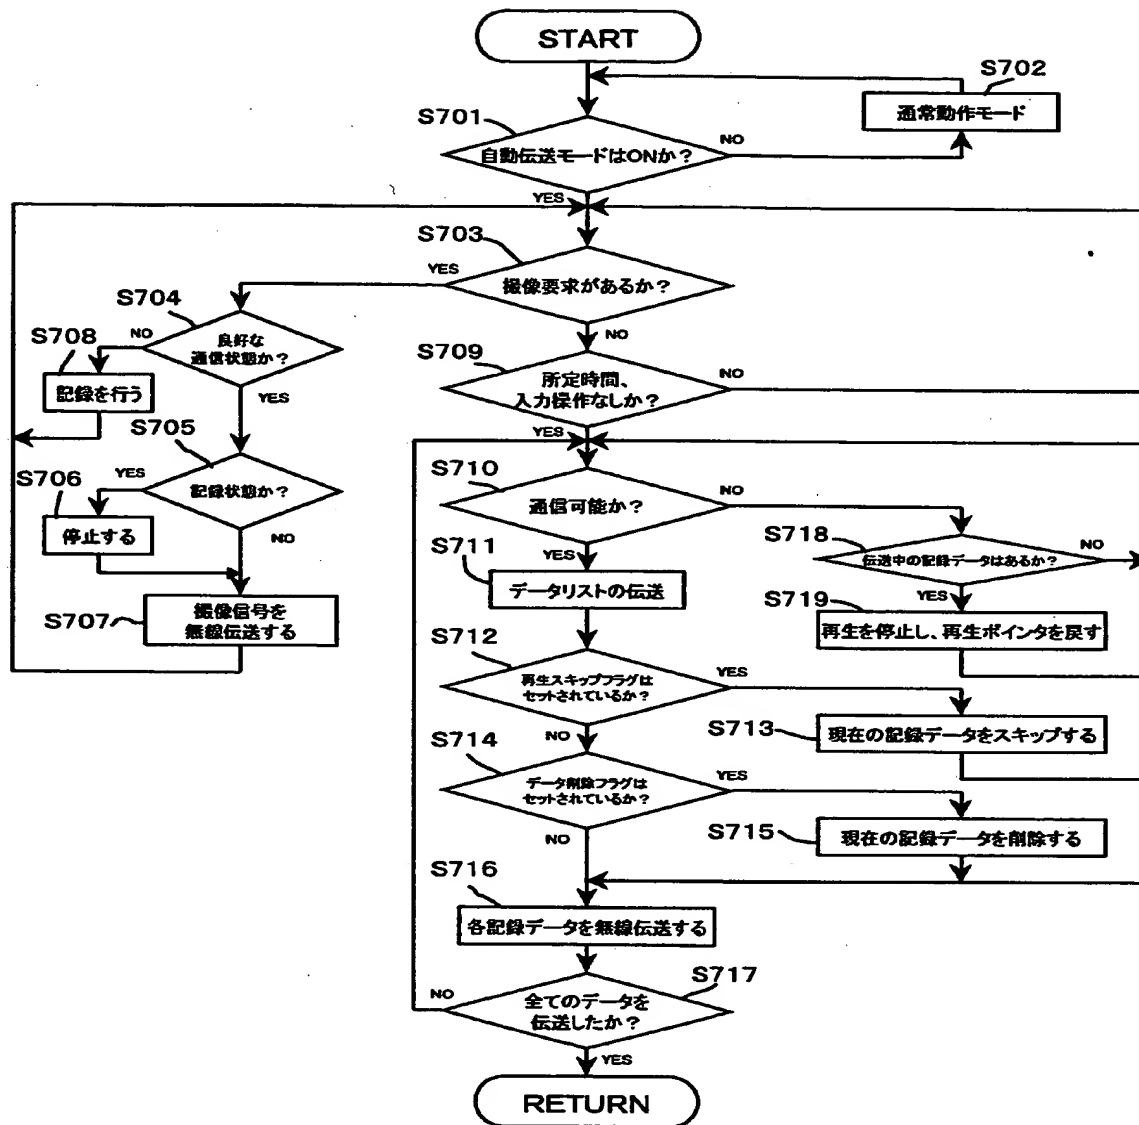 START
S702
通常動作モード
S701
自動伝送モードはONか?
NO
YES
S703
撮像要求があるか?
YES
NO
S704
良好な
通信状態か?
NO
YES
S708
記録を行う
S709
所定時間、
入力操作なしか?
NO
YES
S705
記録状態か?
YES
NO
S706
停止する
S707
撮像信号を
無線伝送する
S710
通信可能か?
NO
YES
S718
伝送中の記録データはあるか?
NO
YES
S711
データリストの伝送
S719
再生を停止し、再生ポインタを戻す
S712
再生スキップフラグは
セットされているか?
YES
NO
S713
現在の記録データをスキップする
S714
データ削除フラグは
セットされているか?
YES
NO
S715
現在の記録データを削除する
S716
各記録データを無線伝送する
S717
全てのデータを
伝送したか?
NO
YES
RETURN